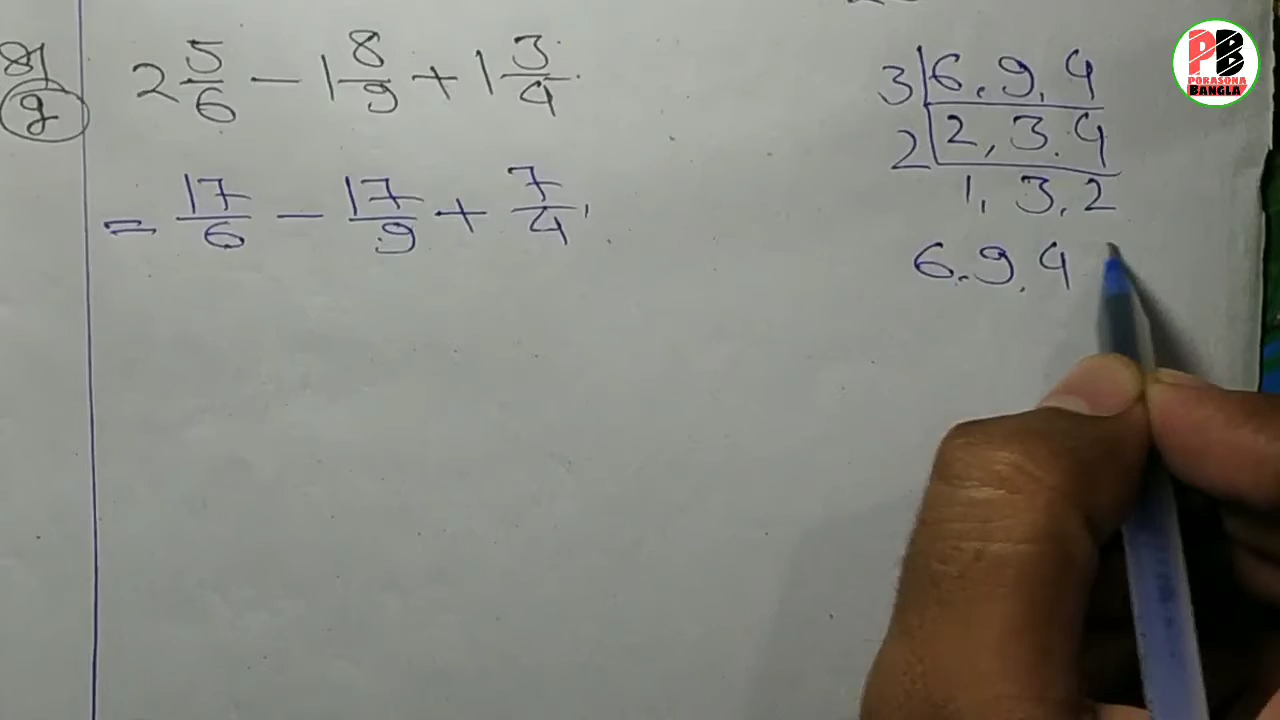 2 5/6 − 1 8/9 + 1 3/4
= 17/6 − 17/9 + 7/4
3 | 6, 9, 4
2 | 2, 3, 4
1, 3, 2
6, 9, 4
PB
PORASONA
BANGLA